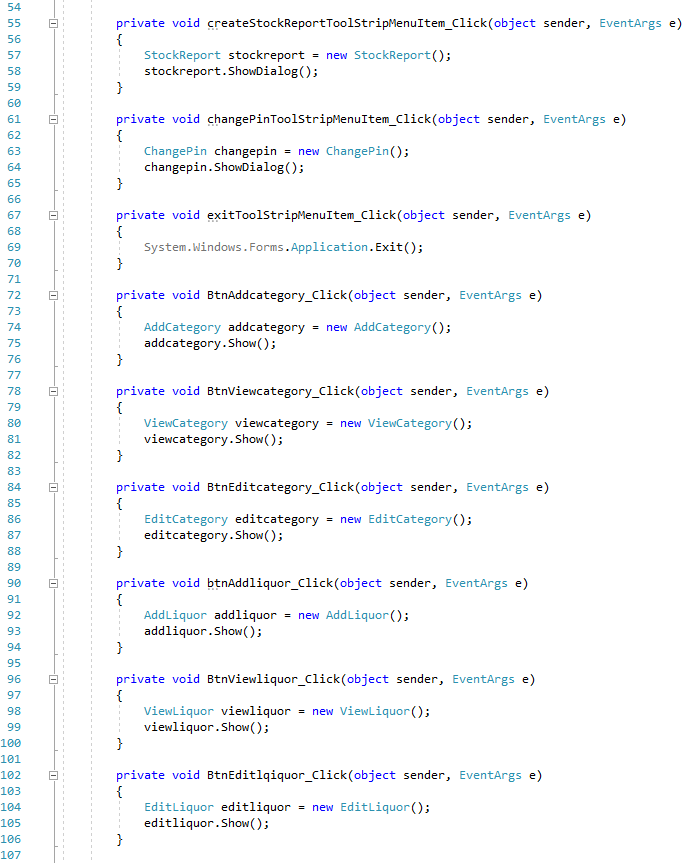 54
55 private void createStockReportToolStripMenuItem_Click(object sender, EventArgs e)
56 {
57 StockReport stockreport = new StockReport();
58 stockreport.ShowDialog();
59 }
60
61 private void changePinToolStripMenuItem_Click(object sender, EventArgs e)
62 {
63 ChangePin changepin = new ChangePin();
64 changepin.ShowDialog();
65 }
66
67 private void exitToolStripMenuItem_Click(object sender, EventArgs e)
68 {
69 System.Windows.Forms.Application.Exit();
70 }
71
72 private void BtnAddcategory_Click(object sender, EventArgs e)
73 {
74 AddCategory addcategory = new AddCategory();
75 addcategory.Show();
76 }
77
78 private void BtnViewcategory_Click(object sender, EventArgs e)
79 {
80 ViewCategory viewcategory = new ViewCategory();
81 viewcategory.Show();
82 }
83
84 private void BtnEditcategory_Click(object sender, EventArgs e)
85 {
86 EditCategory editcategory = new EditCategory();
87 editcategory.Show();
88 }
89
90 private void btnAddliquor_Click(object sender, EventArgs e)
91 {
92 AddLiquor addliquor = new AddLiquor();
93 addliquor.Show();
94 }
95
96 private void BtnViewliquor_Click(object sender, EventArgs e)
97 {
98 ViewLiquor viewliquor = new ViewLiquor();
99 viewliquor.Show();
100 }
101
102 private void BtnEditlqiquor_Click(object sender, EventArgs e)
103 {
104 EditLiquor editliquor = new EditLiquor();
105 editliquor.Show();
106 }
107